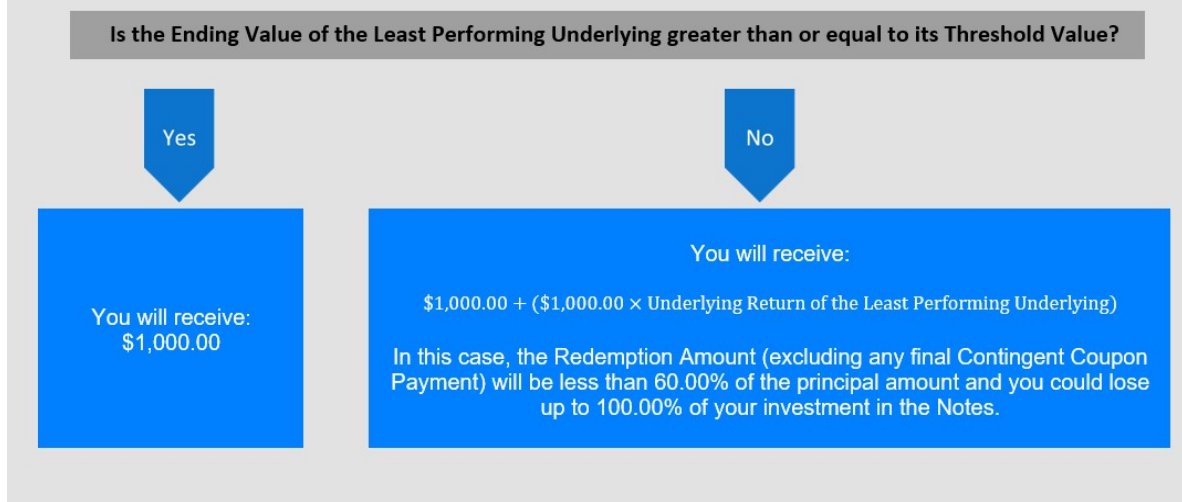 Is the Ending Value of the Least Performing Underlying greater than or equal to its Threshold Value?
Yes
No
You will receive:
$1,000.00
You will receive:
$1,000.00 + ($1,000.00 × Underlying Return of the Least Performing Underlying)
In this case, the Redemption Amount (excluding any final Contingent Coupon
Payment) will be less than 60.00% of the principal amount and you could lose
up to 100.00% of your investment in the Notes.